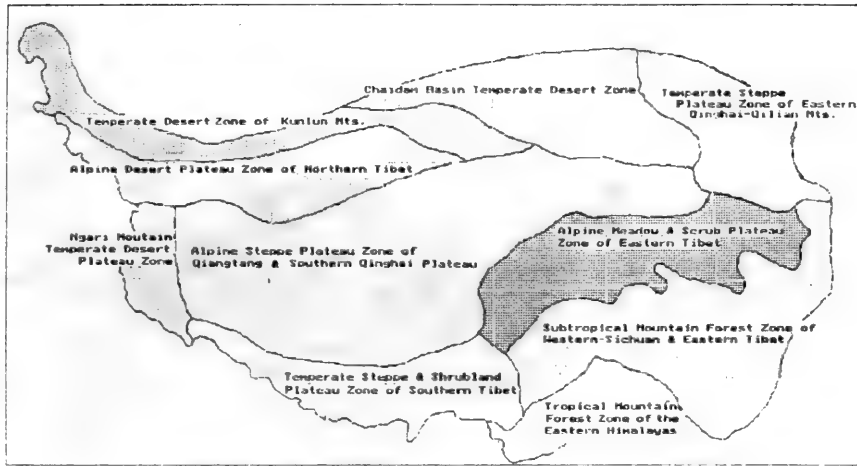 Chaidam Basin Temperate Desert Zone
Temperate Steppe
Plateau Zone of Eastern
Qinghai-Qilian Mts.
Temperate Desert Zone of Kunlun Mts.
Alpine Desert Plateau Zone of Northern Tibet
Ngari Moutain
Temperate Desert
Plateau Zone
Alpine Steppe Plateau Zone of
Qiangtang & Southern Qinghai Plateau
Alpine Meadow & Scrub Plateau
Zone of Eastern Tibet
Subtropical Mountain Forest Zone of
Western-Sichuan & Eastern Tibet
Temperate Steppe & Shrubland
Plateau Zone of Southern Tibet
Tropical Mountain
Forest Zone of the
Eastern Himalayas